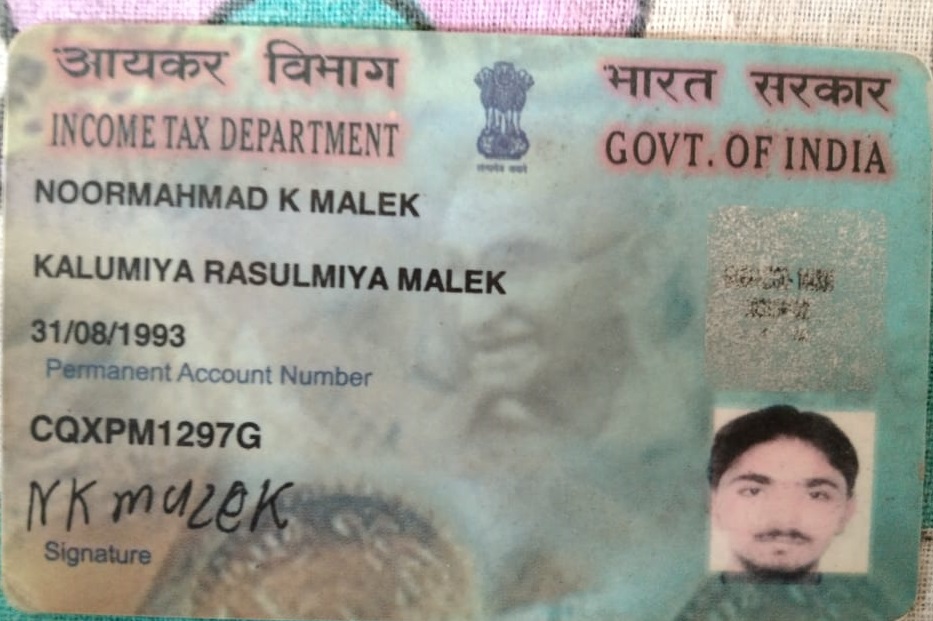 आयकर विभाग
INCOME TAX DEPARTMENT
भारत सरकार
GOVT. OF INDIA
सत्यमेव जयते
NOORMAHMAD K MALEK
KALUMIYA RASULMIYA MALEK
31/08/1993
Permanent Account Number
CQXPM1297G
NK malek
Signature